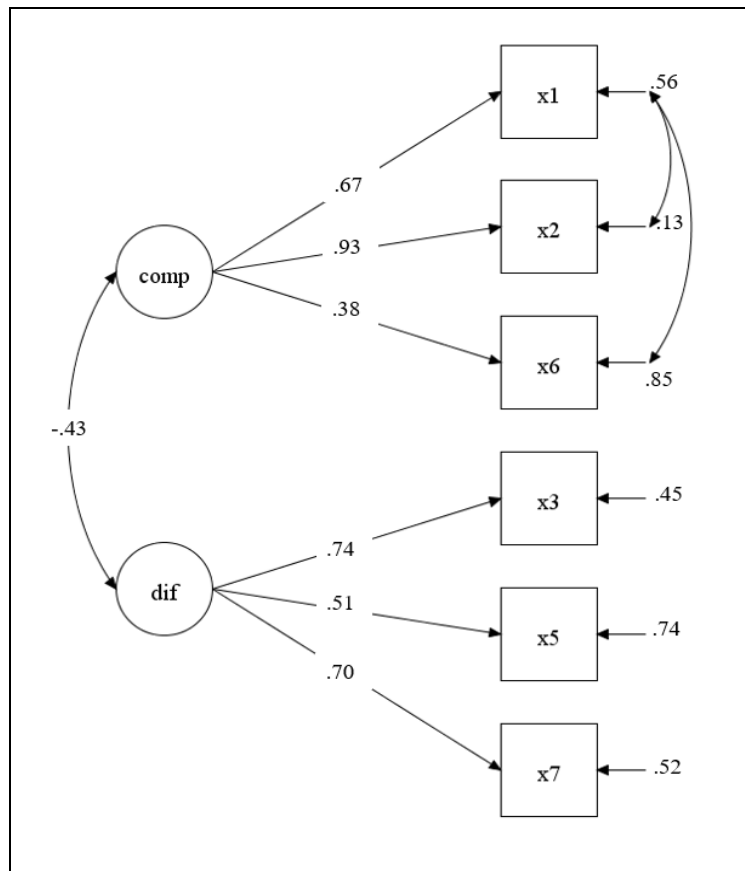 .56
x1
.67
x2
.13
.93
comp
.38
x6
.85
-.43
x3
.45
.74
dif
.51
x5
.74
.70
x7
.52